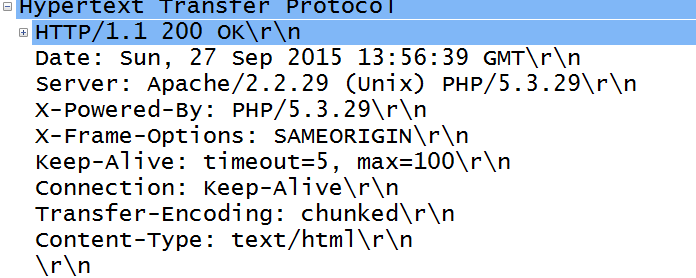 Hypertext Transfer Protocol
HTTP/1.1 200 OK\r\n
Date: Sun, 27 Sep 2015 13:56:39 GMT\r\n
Server: Apache/2.2.29 (Unix) PHP/5.3.29\r\n
X-Powered-By: PHP/5.3.29\r\n
X-Frame-Options: SAMEORIGIN\r\n
Keep-Alive: timeout=5, max=100\r\n
Connection: Keep-Alive\r\n
Transfer-Encoding: chunked\r\n
Content-Type: text/html\r\n
\r\n